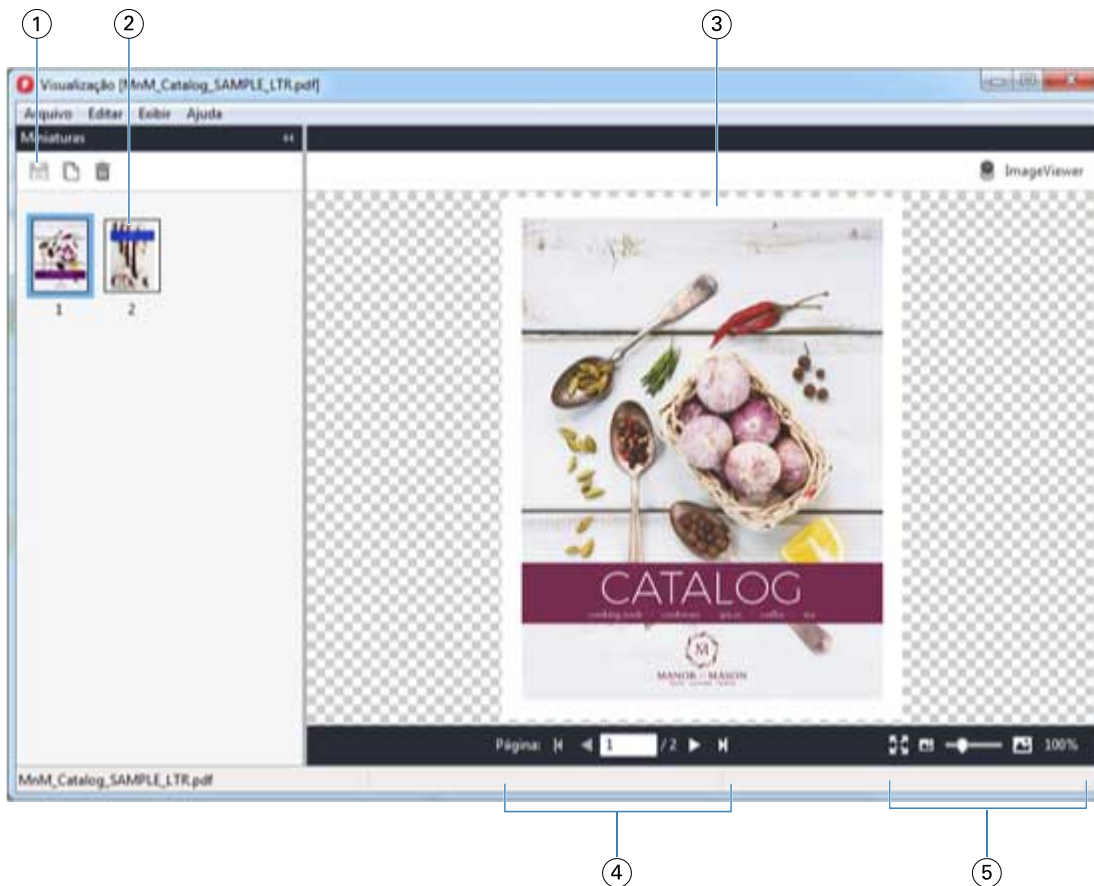 1 2 3
Visualização [MnM_Catalog_SAMPLE_LTR.pdf]
Arquivo Editar Exibir Ajuda
Miniaturas
ImageViewer
1 2
CATALOG
M
MANOR MASON
Página: 1 / 2 100%
MnM_Catalog_SAMPLE_LTR.pdf
4 5